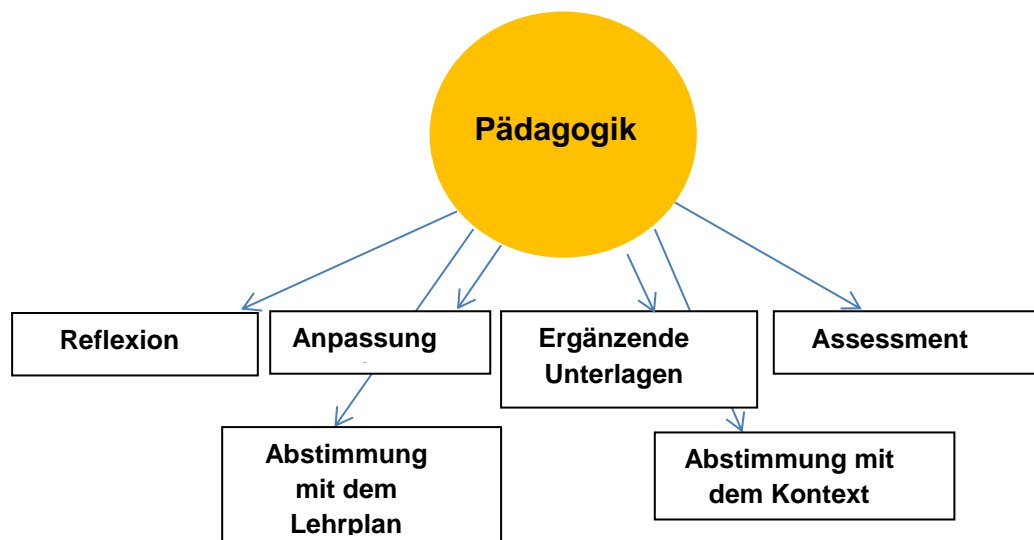 Pädagogik
Reflexion
Anpassung
Ergänzende
Unterlagen
Assessment
Abstimmung
mit dem
Lehrplan
Abstimmung mit
dem Kontext